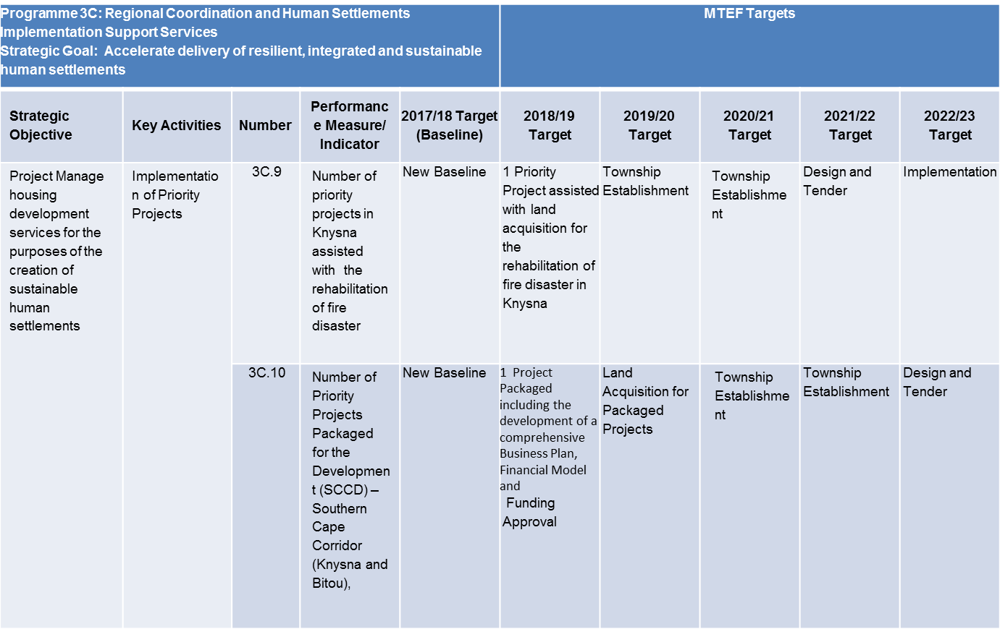 Programme 3C: Regional Coordination and Human Settlements
Implementation Support Services
Strategic Goal: Accelerate delivery of resilient, integrated and sustainable
human settlements
MTEF Targets
Strategic
Objective
Key Activities
Number
Performanc
e Measure/
Indicator
2017/18 Target
(Baseline)
2018/19
Target
2019/20
Target
2020/21
Target
2021/22
Target
2022/23
Target
Project Manage
housing
development
services for the
purposes of the
creation of
sustainable
human
settlements
Implementatio
n of Priority
Projects
3C.9
Number of
priority
projects in
Knysna
assisted
with the
rehabilitation
of fire
disaster
New Baseline
1 Priority
Project assisted
with land
acquisition for
the
rehabilitation of
fire disaster in
Knysna
Township
Establishment
Township
Establishme
nt
Design and
Tender
Implementation
3C.10
Number of
Priority
Projects
Packaged
for the
Developmen
t (SCCD) –
Southern
Cape
Corridor
(Knysna and
Bitou),
New Baseline
1 Project
Packaged
including the
development of a
comprehensive
Business Plan,
Financial Model
and
Funding
Approval
Land
Acquisition for
Packaged
Projects
Township
Establishme
nt
Township
Establishment
Design and
Tender